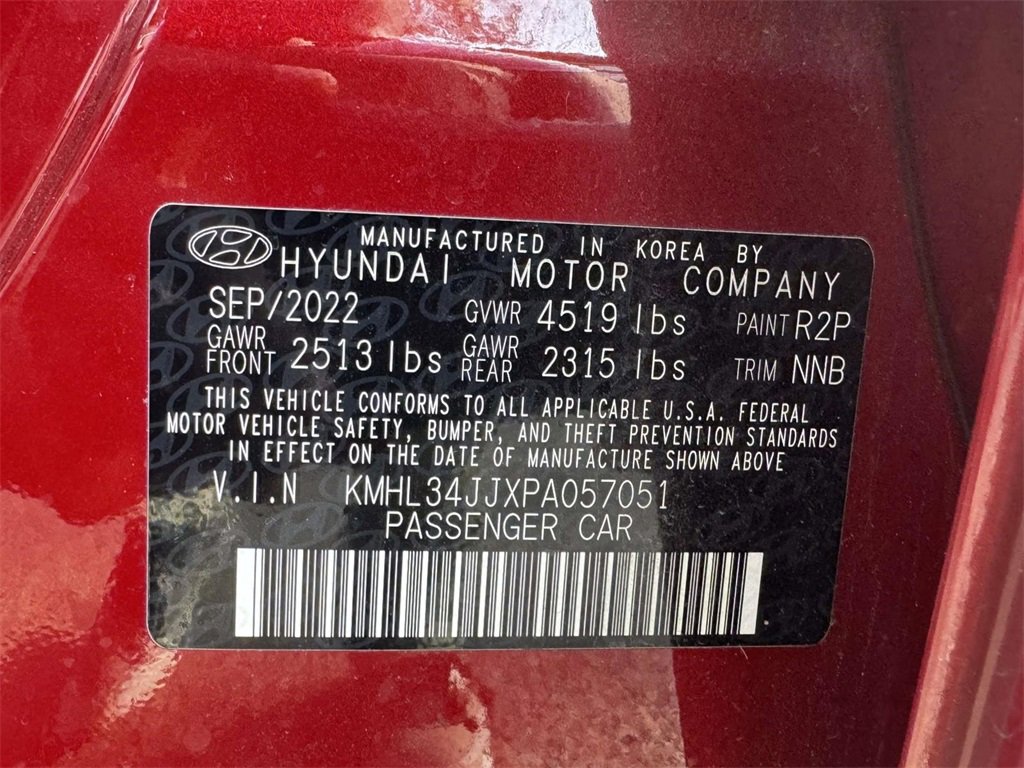 MANUFACTURED IN KOREA BY
HYUNDAI MOTOR COMPANY
SEP/2022 GVWR 4519 lbs PAINT R2P
GAWR FRONT 2513 lbs GAWR REAR 2315 lbs TRIM NNB
THIS VEHICLE CONFORMS TO ALL APPLICABLE U.S.A. FEDERAL
MOTOR VEHICLE SAFETY, BUMPER, AND THEFT PREVENTION STANDARDS
IN EFFECT ON THE DATE OF MANUFACTURE SHOWN ABOVE
V.I.N KMHL34JJXPA057051
PASSENGER CAR